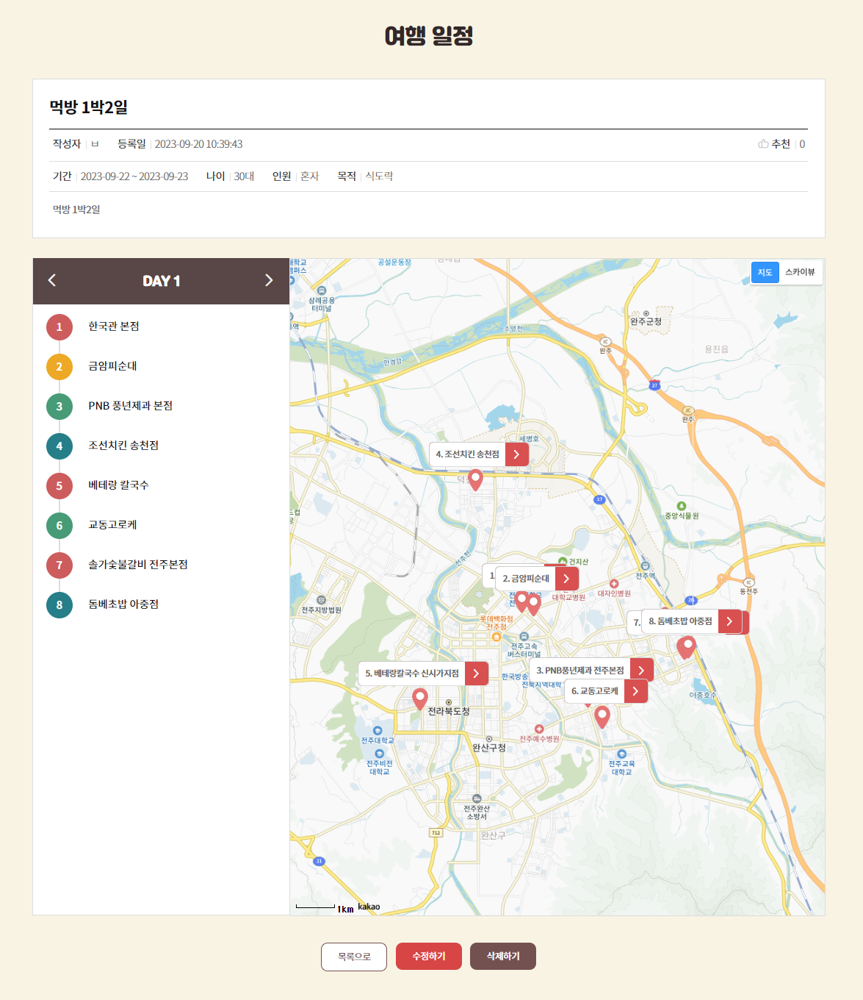 여행 일정
먹방 1박2일
작성자 ㅂ 등록일 2023-09-20 10:39:43 추천 0
기간 2023-09-22 ~ 2023-09-23 나이 30대 인원 혼자 목적 식도락
먹방 1박2일
DAY 1
1 한국관 본점
2 금암피순대
3 PNB 풍년제과 본점
4 조선치킨 송천점
5 베테랑 칼국수
6 교동고로케
7 솔가숯불갈비 전주본점
8 돔베초밥 아중점
지도 스카이뷰
공설운동장
삼례공용
터미널
완주군청
소양천
IC
완주
용진읍
만경강
27
JC
완주
세병호
4. 조선치킨 송천점
17
중앙식물원
전주천
건지산
전주역
1
2. 금암피순대
대학교병원
대자인병원
동전주
26
전주지방법원
롯데백화점
전주점
7.
8. 돔베초밥 아중점
전주고속
버스터미널
5. 베테랑칼국수 신시가지점
3. PNB풍년제과 전주본점
한국방송
전북지역대학
6. 교동고로케
아중호수
전라북도청
전주대학교
전주예수병원
완산구청
전주비전
대학교
전주교육
대학교
전주완산
소방서
712
완산구
21
1km kakao
목록으로 수정하기 삭제하기